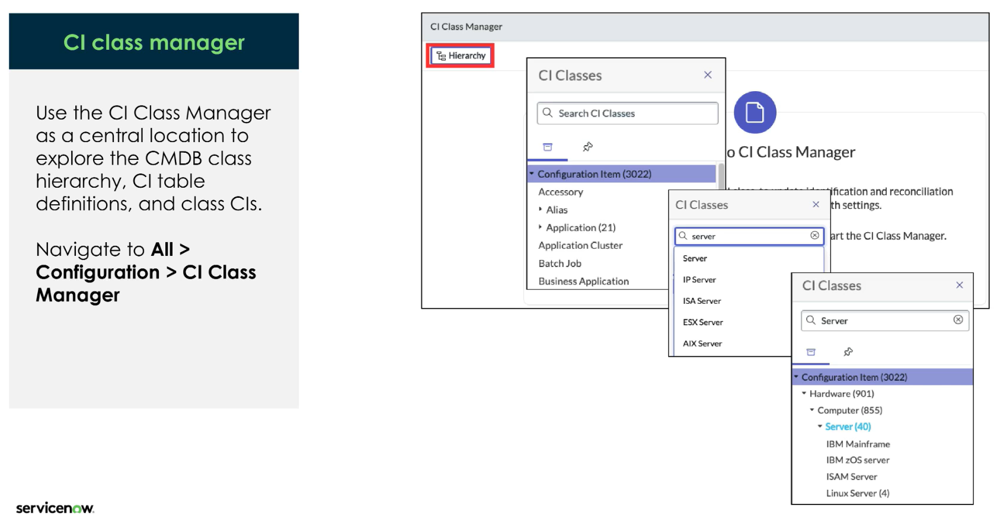 CI class manager
Use the CI Class Manager
as a central location to
explore the CMDB class
hierarchy, CI table
definitions, and class CIs.
Navigate to All >
Configuration > CI Class
Manager
servicenow.
CI Class Manager
Hierarchy
CI Classes
Search CI Classes
Configuration Item (3022)
Accessory
Alias
Application (21)
Application Cluster
Batch Job
Business Application
o CI Class Manager
ification and reconciliation
th settings.
art the CI Class Manager.
CI Classes
server
Server
IP Server
ISA Server
ESX Server
AIX Server
CI Classes
Server
Configuration Item (3022)
Hardware (901)
Computer (855)
Server (40)
IBM Mainframe
IBM zOS server
ISAM Server
Linux Server (4)